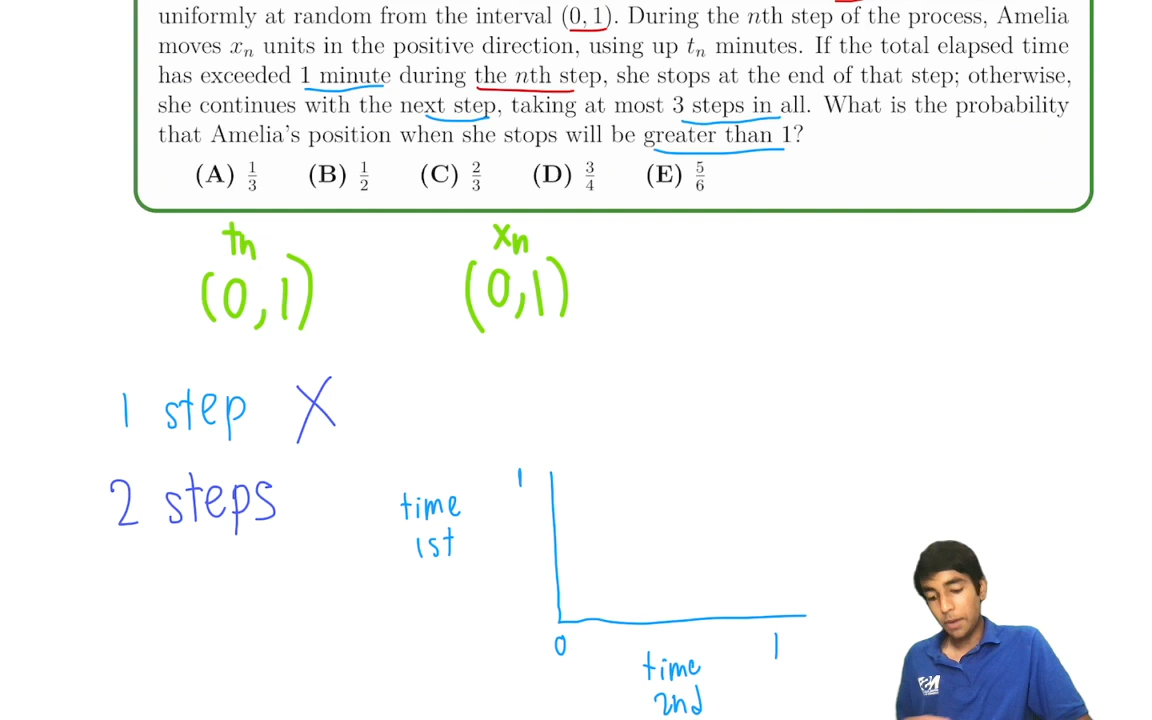 uniformly at random from the interval (0, 1). During the nth step of the process, Amelia
moves xₙ units in the positive direction, using up tₙ minutes. If the total elapsed time
has exceeded 1 minute during the nth step, she stops at the end of that step; otherwise,
she continues with the next step, taking at most 3 steps in all. What is the probability
that Amelia's position when she stops will be greater than 1?
(A) 1/3 (B) 1/2 (C) 2/3 (D) 3/4 (E) 5/6
tn xn
(0,1) (0,1)
1 step X
2 steps
1
time
1st
0 1
time
2nd